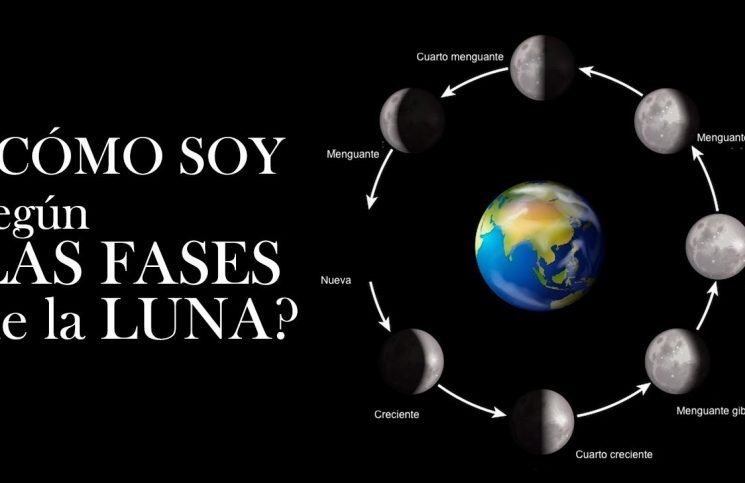 CÓMO SOY
egún
LAS FASES
e la LUNA?
Cuarto menguante
Menguante
Menguante
Nueva
Creciente
Cuarto creciente
Menguante gib